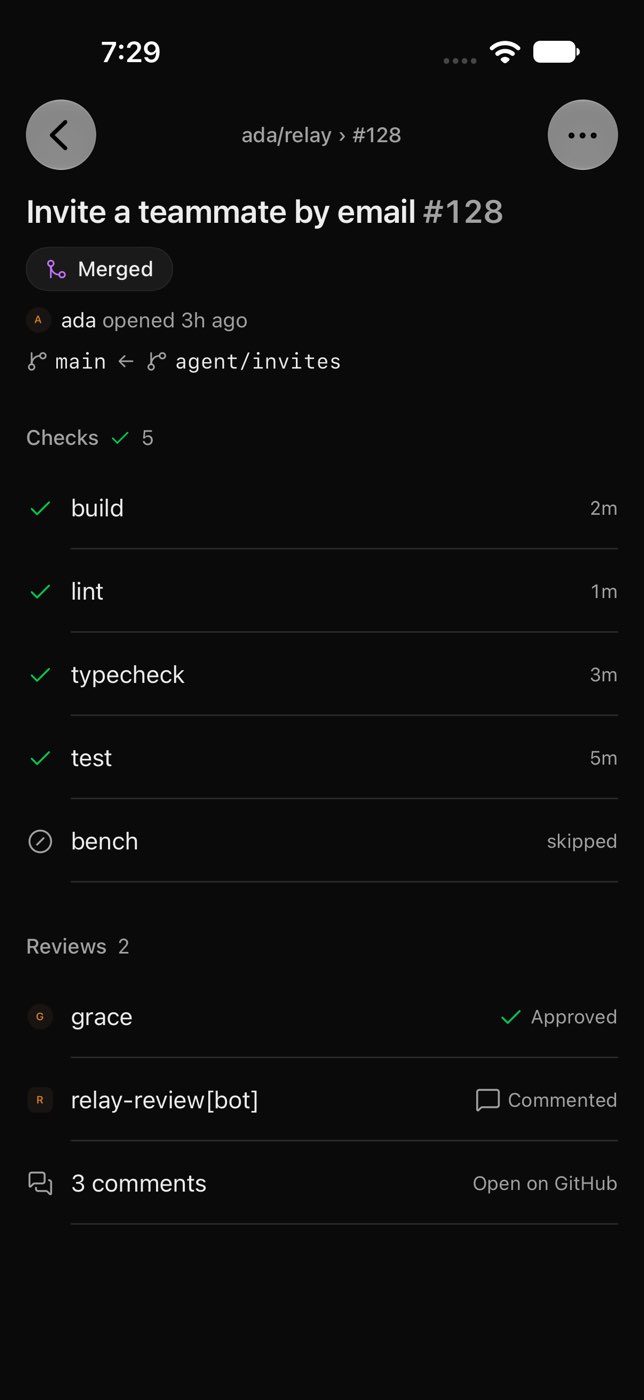 7:29
ada/relay › #128
Invite a teammate by email #128
Merged
A ada opened 3h ago
main ← agent/invites
Checks 5
build 2m
lint 1m
typecheck 3m
test 5m
bench skipped
Reviews 2
G grace Approved
R relay-review[bot] Commented
3 comments Open on GitHub